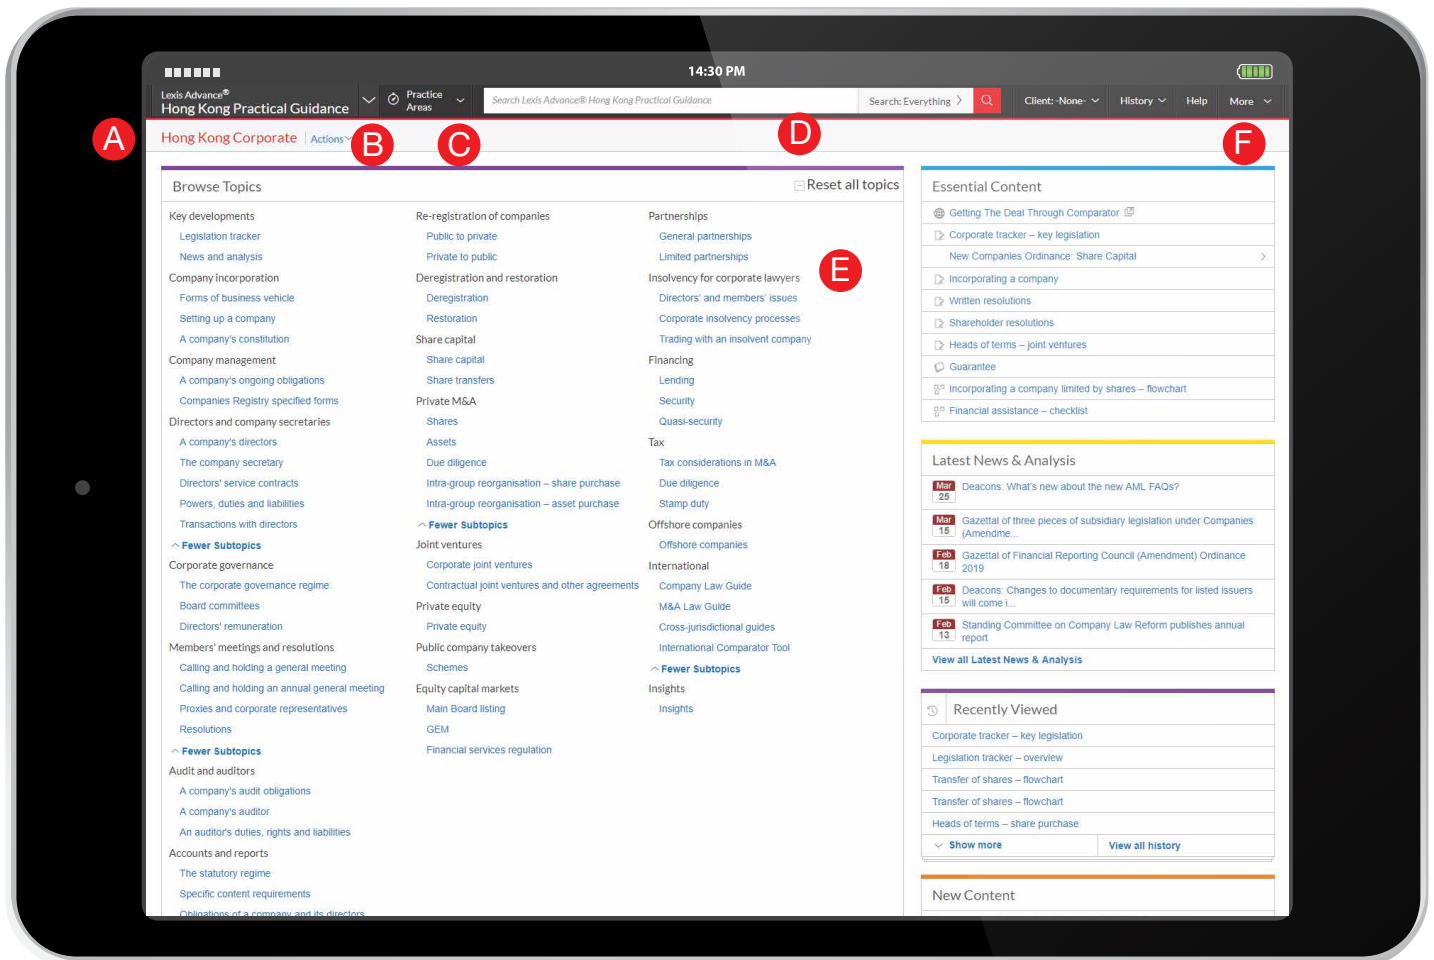 14:30 PM
Lexis Advance®
Hong Kong Practical Guidance
Practice
Areas
Search Lexis Advance® Hong Kong Practical Guidance
Search: Everything
Client: -None-
History
Help
More
A
Hong Kong Corporate
Actions
B
C
D
F
Browse Topics
Reset all topics
Key developments
Legislation tracker
News and analysis
Company incorporation
Forms of business vehicle
Setting up a company
A company's constitution
Company management
A company's ongoing obligations
Companies Registry specified forms
Directors and company secretaries
A company's directors
The company secretary
Directors' service contracts
Powers, duties and liabilities
Transactions with directors
Fewer Subtopics
Corporate governance
The corporate governance regime
Board committees
Directors' remuneration
Members' meetings and resolutions
Calling and holding a general meeting
Calling and holding an annual general meeting
Proxies and corporate representatives
Resolutions
Fewer Subtopics
Audit and auditors
A company's audit obligations
A company's auditor
An auditor's duties, rights and liabilities
Accounts and reports
The statutory regime
Specific content requirements
Obligations of a company and its directors
Re-registration of companies
Public to private
Private to public
Deregistration and restoration
Deregistration
Restoration
Share capital
Share capital
Share transfers
Private M&A
Shares
Assets
Due diligence
Intra-group reorganisation – share purchase
Intra-group reorganisation – asset purchase
Fewer Subtopics
Joint ventures
Corporate joint ventures
Contractual joint ventures and other agreements
Private equity
Private equity
Public company takeovers
Schemes
Equity capital markets
Main Board listing
GEM
Financial services regulation
Partnerships
General partnerships
Limited partnerships
E
Insolvency for corporate lawyers
Directors' and members' issues
Corporate insolvency processes
Trading with an insolvent company
Financing
Lending
Security
Quasi-security
Tax
Tax considerations in M&A
Due diligence
Stamp duty
Offshore companies
Offshore companies
International
Company Law Guide
M&A Law Guide
Cross-jurisdictional guides
International Comparator Tool
Fewer Subtopics
Insights
Insights
Essential Content
Getting The Deal Through Comparator
Corporate tracker – key legislation
New Companies Ordinance: Share Capital
Incorporating a company
Written resolutions
Shareholder resolutions
Heads of terms – joint ventures
Guarantee
Incorporating a company limited by shares – flowchart
Financial assistance – checklist
Latest News & Analysis
Mar 25 Deacons: What's new about the new AML FAQs?
Mar 15 Gazettal of three pieces of subsidiary legislation under Companies
(Amendme...
Feb 18 Gazettal of Financial Reporting Council (Amendment) Ordinance
2019
Feb 15 Deacons: Changes to documentary requirements for listed issuers
will come i...
Feb 13 Standing Committee on Company Law Reform publishes annual
report
View all Latest News & Analysis
Recently Viewed
Corporate tracker – key legislation
Legislation tracker – overview
Transfer of shares – flowchart
Transfer of shares – flowchart
Heads of terms – share purchase
Show more
View all history
New Content